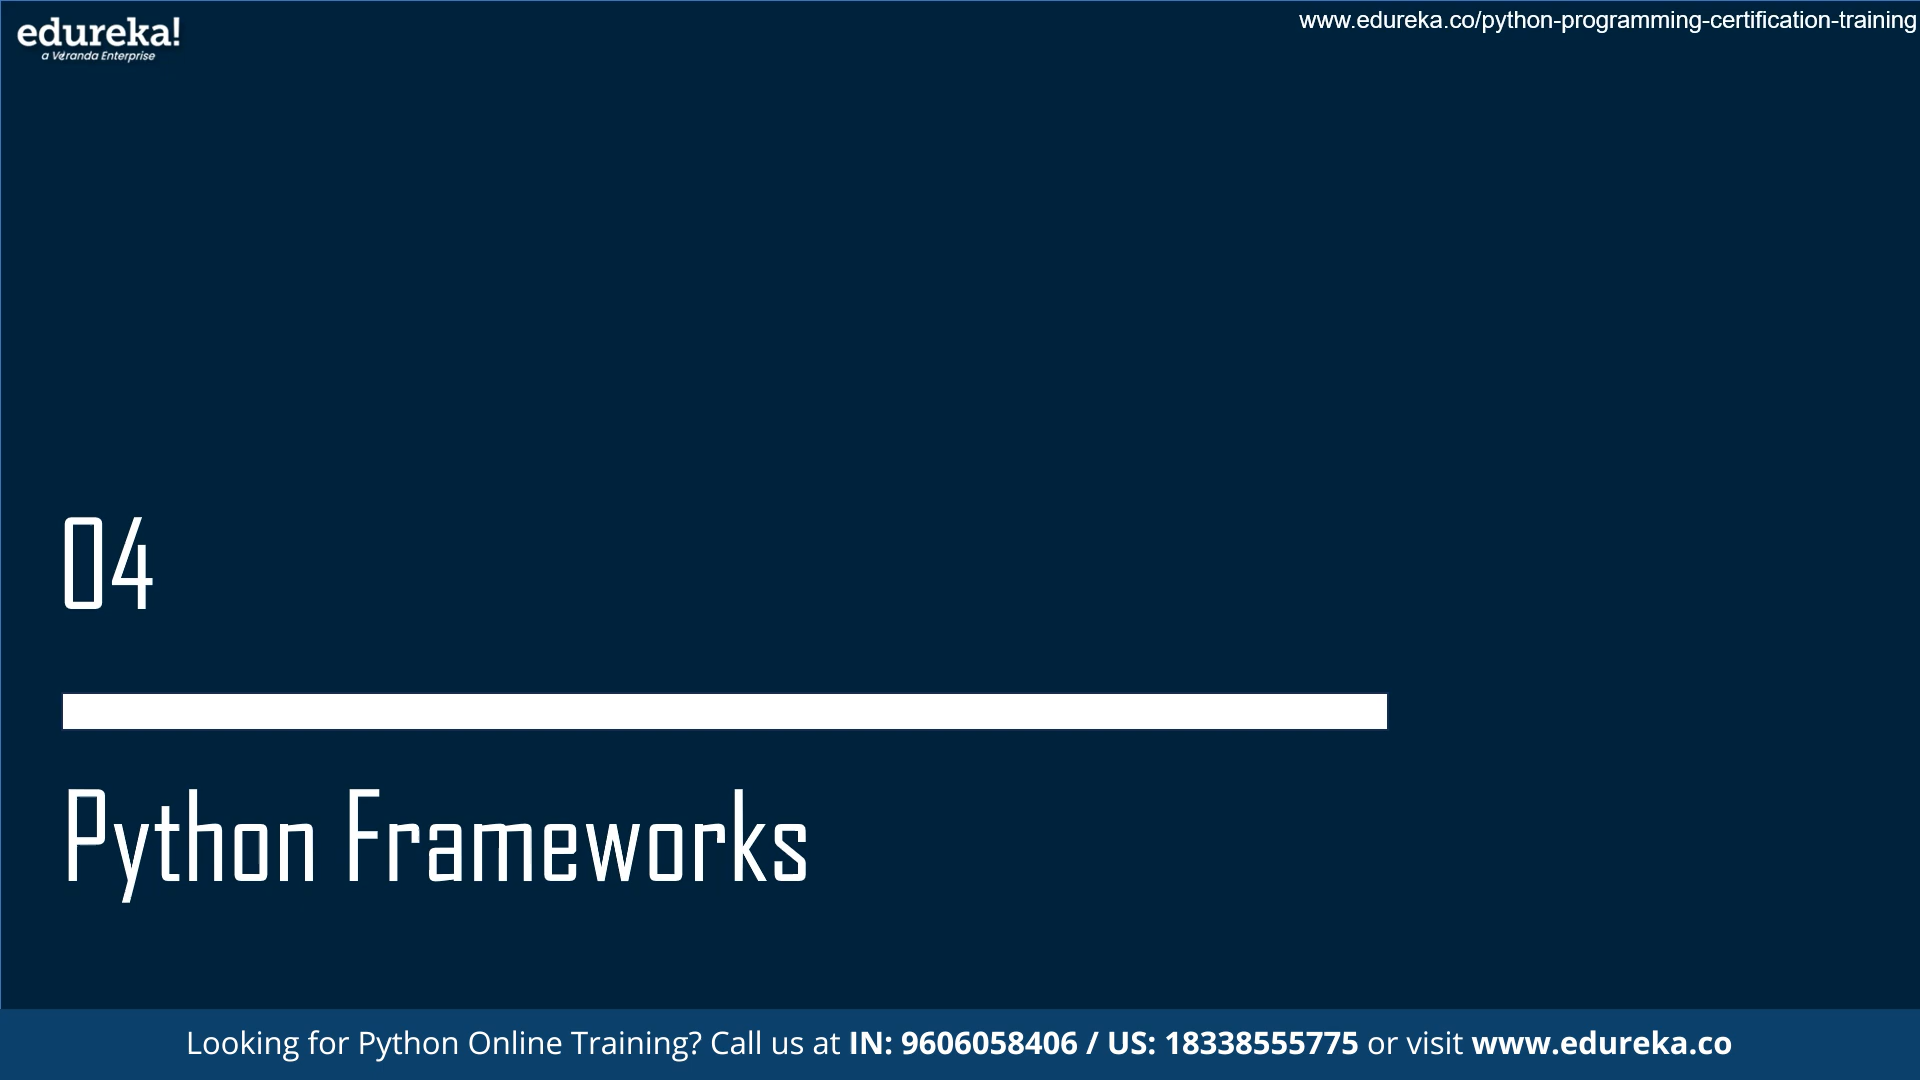 edureka!
a Veranda Enterprise
www.edureka.co/python-programming-certification-training
04
Python Frameworks
Looking for Python Online Training? Call us at IN: 9606058406 / US: 18338555775 or visit www.edureka.co